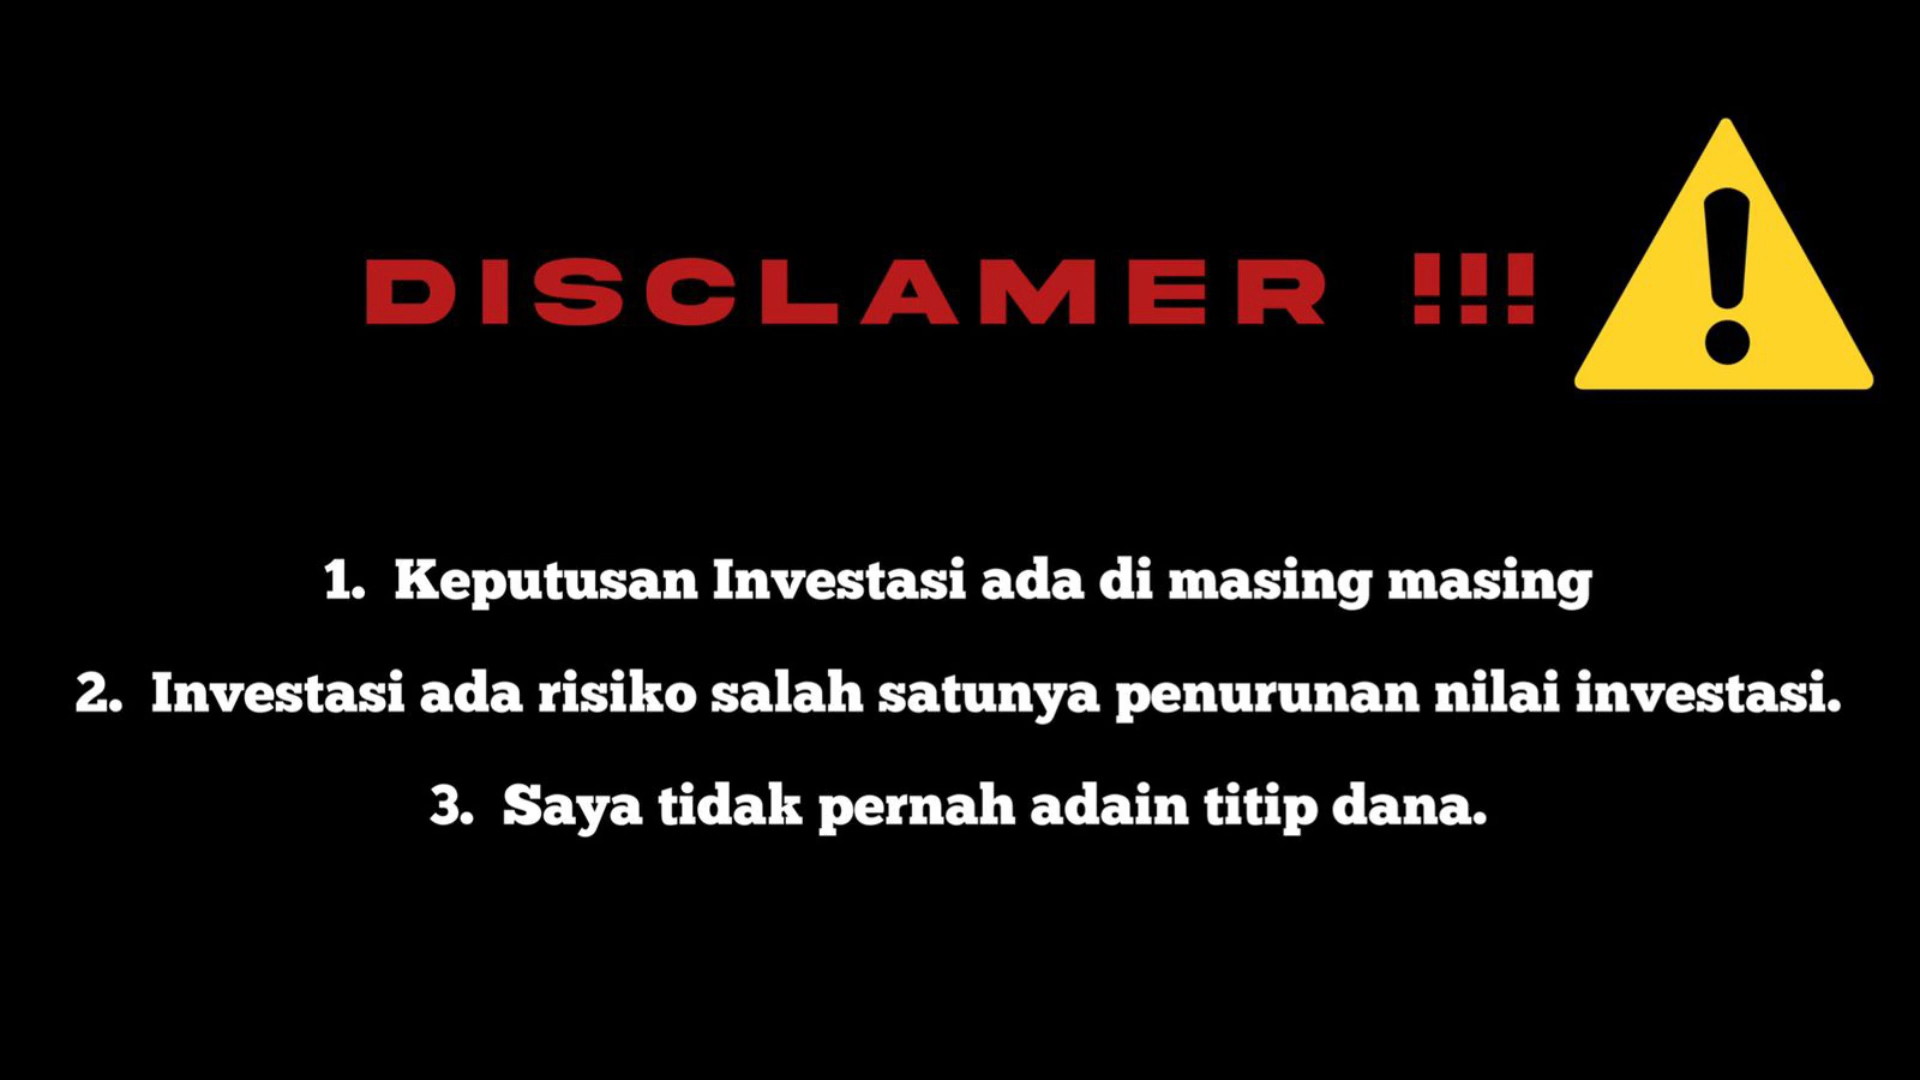 DISCLAMER !!!
1. Keputusan Investasi ada di masing masing
2. Investasi ada risiko salah satunya penurunan nilai investasi.
3. Saya tidak pernah adain titip dana.